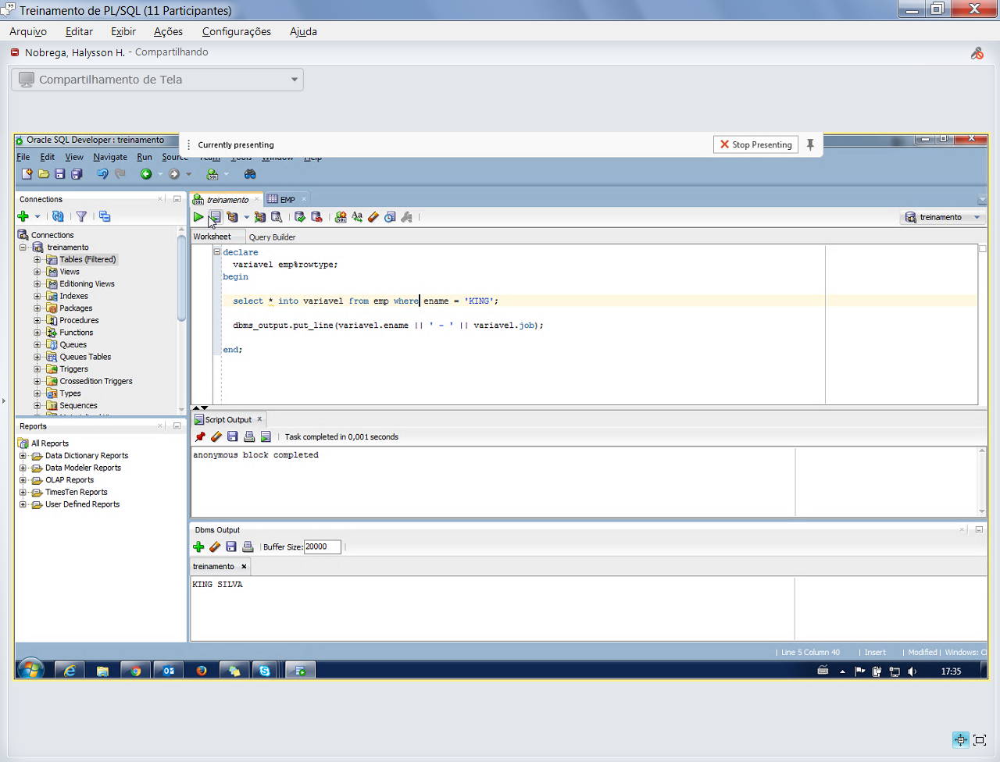 Treinamento de PL/SQL (11 Participantes)
Arquivo Editar Exibir Ações Configurações Ajuda
Nobrega, Halysson H. - Compartilhando
Compartilhamento de Tela
Oracle SQL Developer : treinamento
Currently presenting
Stop Presenting
File Edit View Navigate Run Source Team Tools Window Help
Connections
treinamento
EMP
treinamento
Worksheet Query Builder
Connections
treinamento
Tables (Filtered)
Views
Editioning Views
Indexes
Packages
Procedures
Functions
Queues
Queues Tables
Triggers
Crossedition Triggers
Types
Sequences
declare
variavel emp%rowtype;
begin
select * into variavel from emp where ename = 'KING';
dbms_output.put_line(variavel.ename || ' - ' || variavel.job);
end;
Reports
All Reports
Data Dictionary Reports
Data Modeler Reports
OLAP Reports
TimesTen Reports
User Defined Reports
Script Output
Task completed in 0,001 seconds
anonymous block completed
Dbms Output
Buffer Size: 20000
treinamento
KING SILVA
Line 5 Column 40 Insert Modified Windows: C
17:35